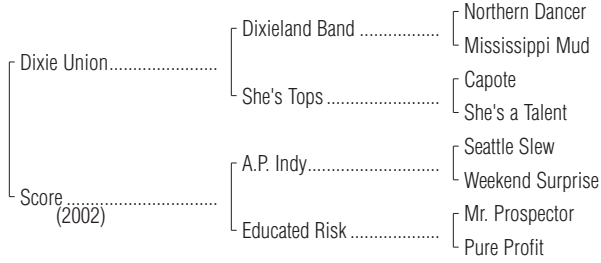 Northern Dancer
Dixieland Band ..................
Mississippi Mud
Dixie Union........................
Capote
She's Tops .........................
She's a Talent
Seattle Slew
A.P. Indy.............................
Weekend Surprise
Score .................................
(2002)
Mr. Prospector
Educated Risk ....................
Pure Profit